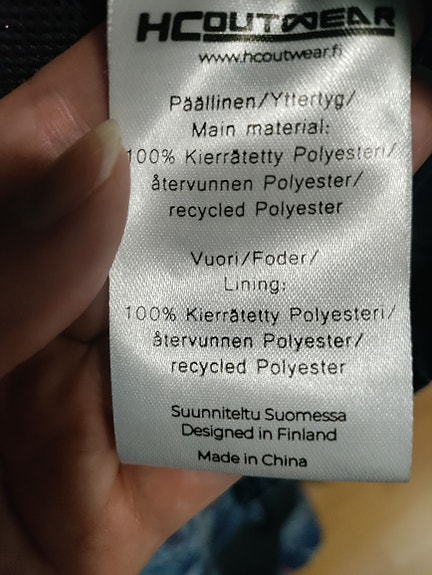 HCOUTWEAR
www.hcoutwear.fi
Päällinen/Yttertyg/
Main material:
100% Kierrätetty Polyesteri/
återvunnen Polyester/
recycled Polyester
Vuori/Foder/
Lining:
100% Kierrätetty Polyesteri/
återvunnen Polyester/
recycled Polyester
Suunniteltu Suomessa
Designed in Finland
Made in China